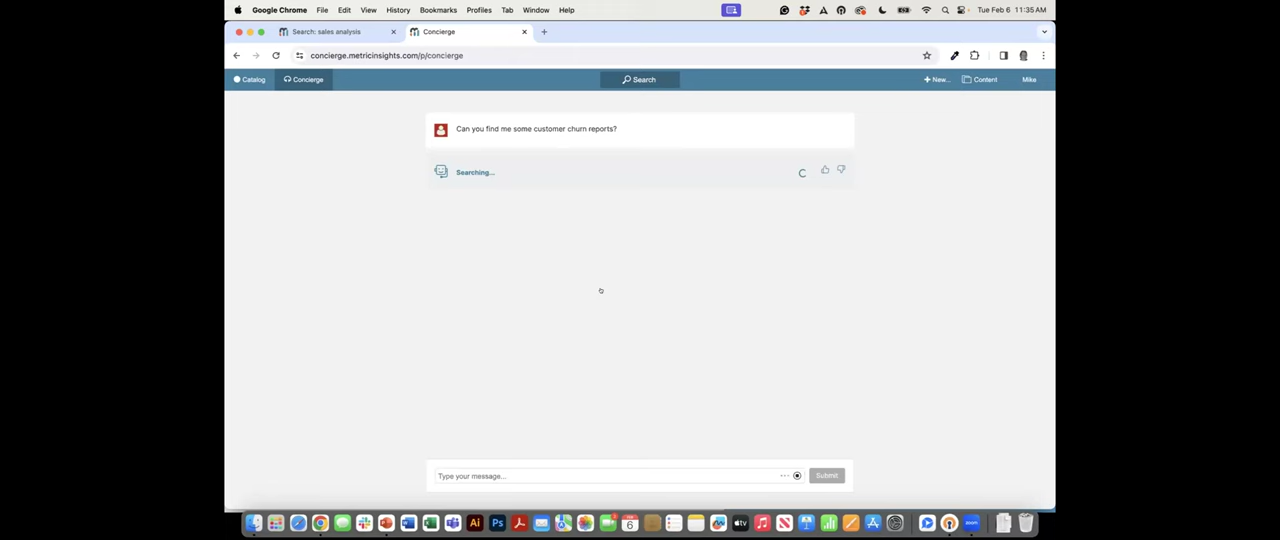 Google Chrome File Edit View History Bookmarks Profiles Tab Window Help Tue Feb 6 11:35 AM
Search: sales analysis Concierge
concierge.metricinsights.com/p/concierge
Catalog Concierge Search + New... Content Mike
Can you find me some customer churn reports?
Searching...
Type your message... Submit